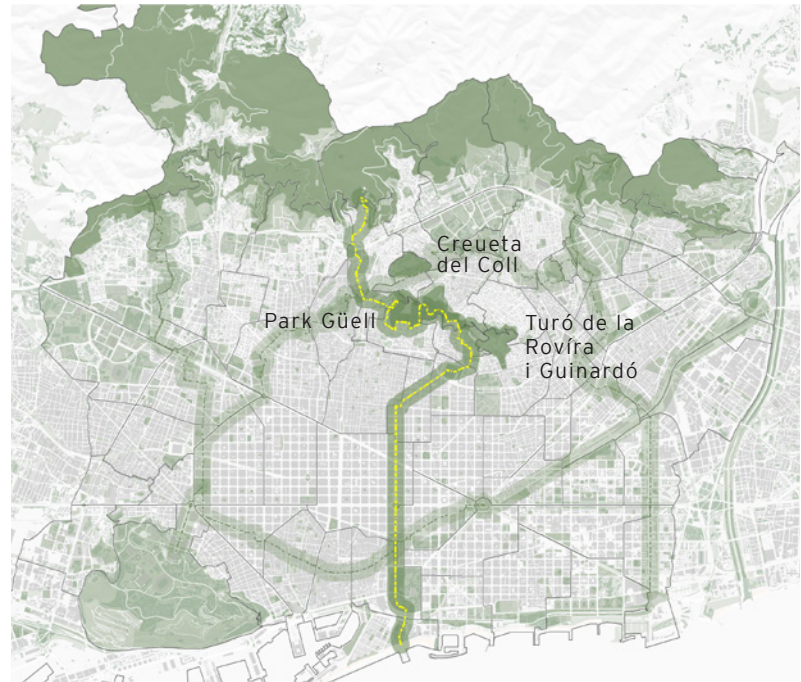 Creueta
del Coll
Park Güell
Turó de la
Rovíra
i Guinardó